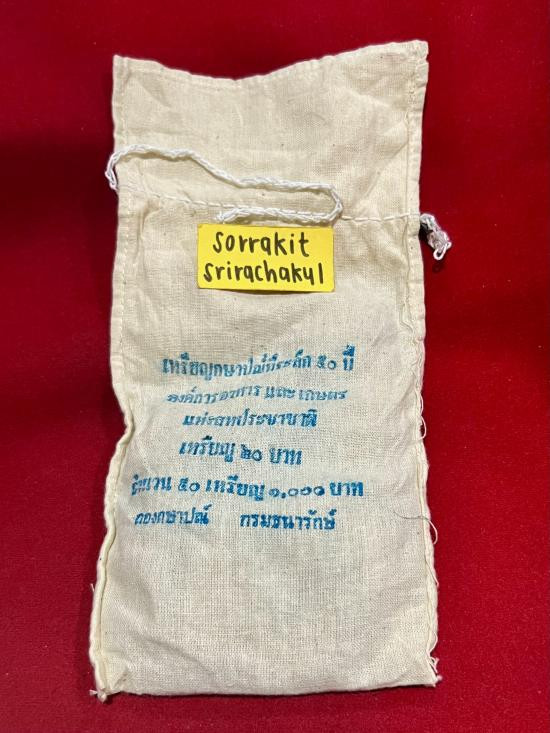 sorrakit
srirachakul
เหรียญกษาปณ์ที่ระลึก ๕๐ ปี
องค์การอาหาร และ เกษตร
แห่งสหประชาชาติ
เหรียญ ๒๐ บาท
จำนวน ๕๐ เหรียญ ๑,๐๐๐ บาท
กองกษาปณ์ กรมธนารักษ์